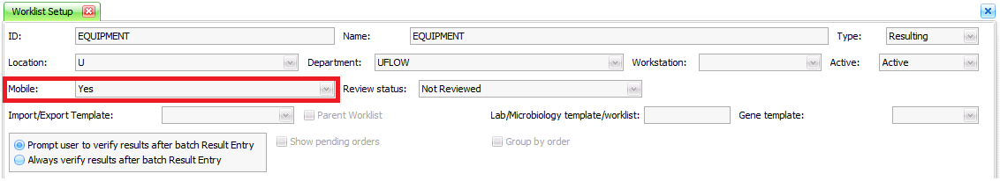 Worklist Setup
ID: EQUIPMENT Name: EQUIPMENT Type: Resulting
Location: U Department: UFLOW Workstation: Active: Active
Mobile: Yes Review status: Not Reviewed
Import/Export Template: Parent Worklist Lab/Microbiology template/worklist: Gene template:
Prompt user to verify results after batch Result Entry Show pending orders Group by order
Always verify results after batch Result Entry